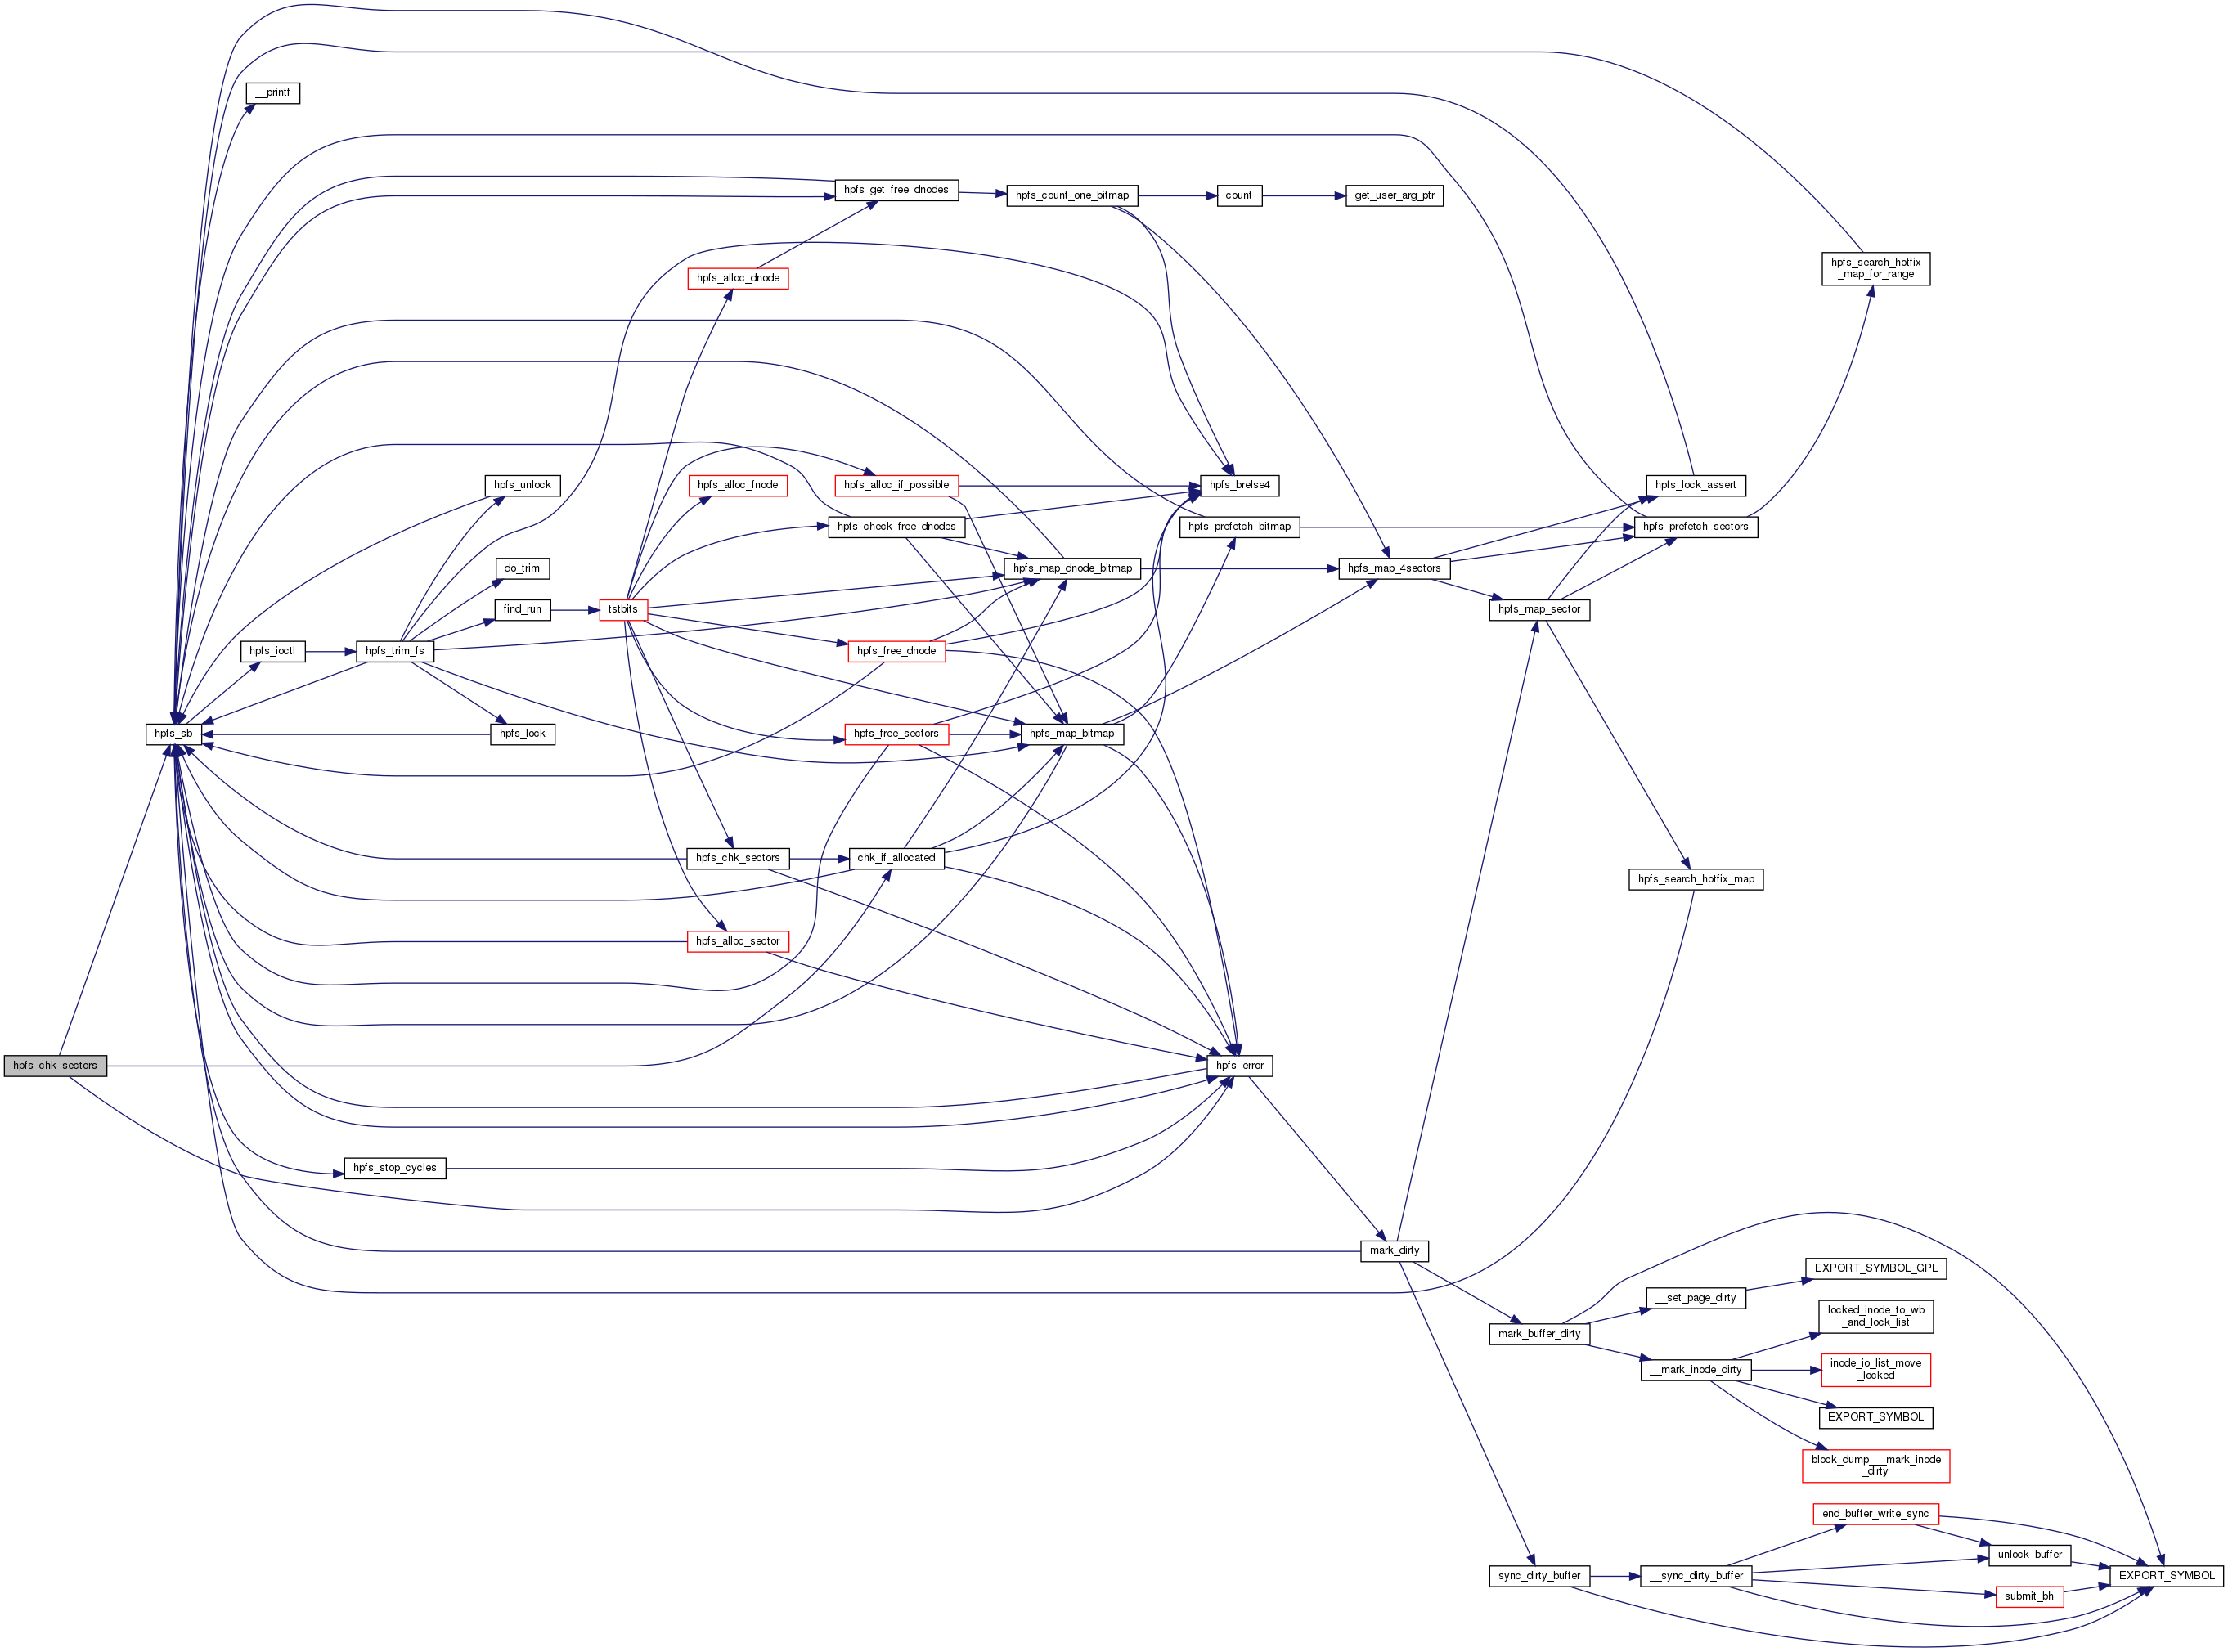 __printf
hpfs_get_free_dnodes
hpfs_count_one_bitmap
count
get_user_arg_ptr
hpfs_search_hotfix
_map_for_range
hpfs_alloc_dnode
hpfs_unlock
hpfs_alloc_fnode
hpfs_alloc_if_possible
hpfs_brelse4
hpfs_lock_assert
hpfs_check_free_dnodes
hpfs_prefetch_bitmap
hpfs_prefetch_sectors
do_trim
hpfs_map_dnode_bitmap
hpfs_map_4sectors
find_run
tstbits
hpfs_map_sector
hpfs_ioctl
hpfs_trim_fs
hpfs_free_dnode
hpfs_sb
hpfs_lock
hpfs_free_sectors
hpfs_map_bitmap
hpfs_chk_sectors
chk_if_allocated
hpfs_search_hotfix_map
hpfs_alloc_sector
hpfs_chk_sectors
hpfs_error
hpfs_stop_cycles
mark_dirty
EXPORT_SYMBOL_GPL
__set_page_dirty
locked_inode_to_wb
_and_lock_list
mark_buffer_dirty
__mark_inode_dirty
inode_io_list_move
_locked
EXPORT_SYMBOL
block_dump___mark_inode
_dirty
end_buffer_write_sync
unlock_buffer
sync_dirty_buffer
__sync_dirty_buffer
EXPORT_SYMBOL
submit_bh